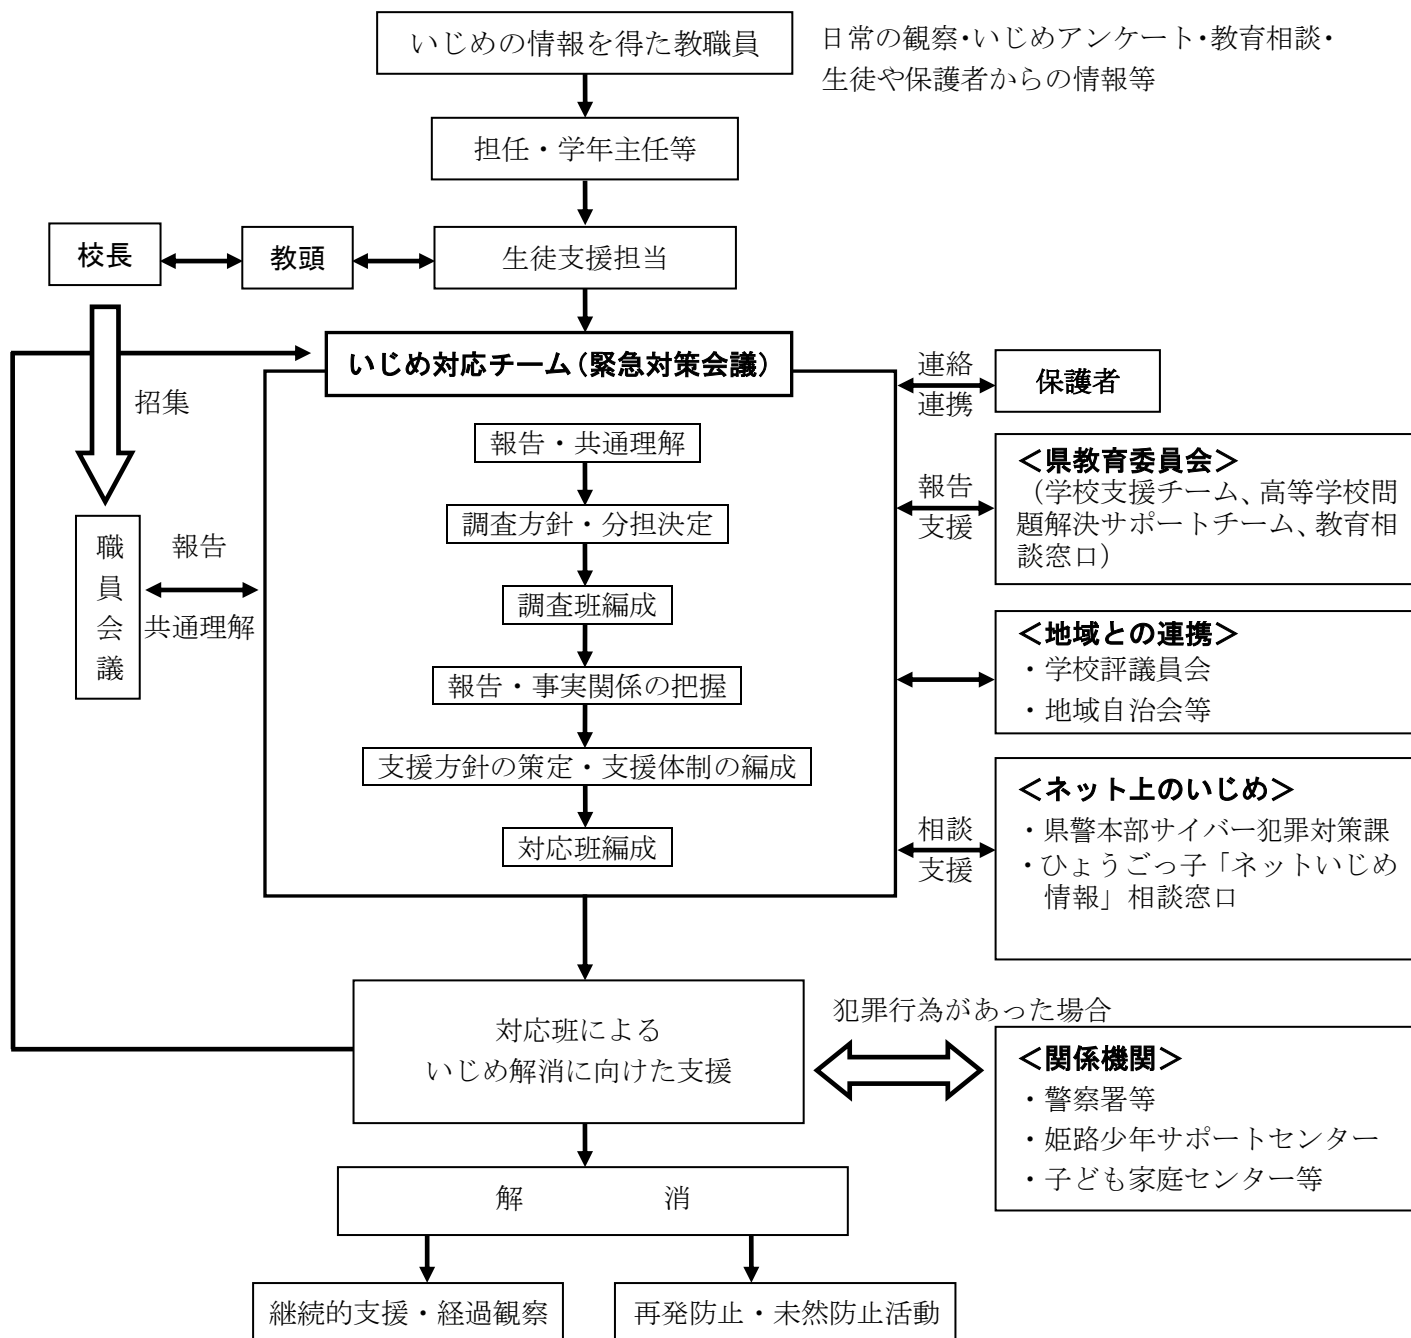 いじめの情報を得た教職員
日常の観察・いじめアンケート・教育相談・
生徒や保護者からの情報等
担任・学年主任等
校長
教頭
生徒支援担当
いじめ対応チーム（緊急対策会議）
招集
連絡
連携
保護者
報告・共通理解
調査方針・分担決定
調査班編成
報告・事実関係の把握
支援方針の策定・支援体制の編成
対応班編成
職員会議
報告
共通理解
報告
支援
＜県教育委員会＞
（学校支援チーム、高等学校問
題解決サポートチーム、教育相
談窓口）
＜地域との連携＞
・学校評議員会
・地域自治会等
相談
支援
＜ネット上のいじめ＞
・県警本部サイバー犯罪対策課
・ひょうごっ子「ネットいじめ
情報」相談窓口
対応班による
いじめ解消に向けた支援
犯罪行為があった場合
＜関係機関＞
・警察署等
・姫路少年サポートセンター
・子ども家庭センター等
解　　　　　消
継続的支援・経過観察
再発防止・未然防止活動